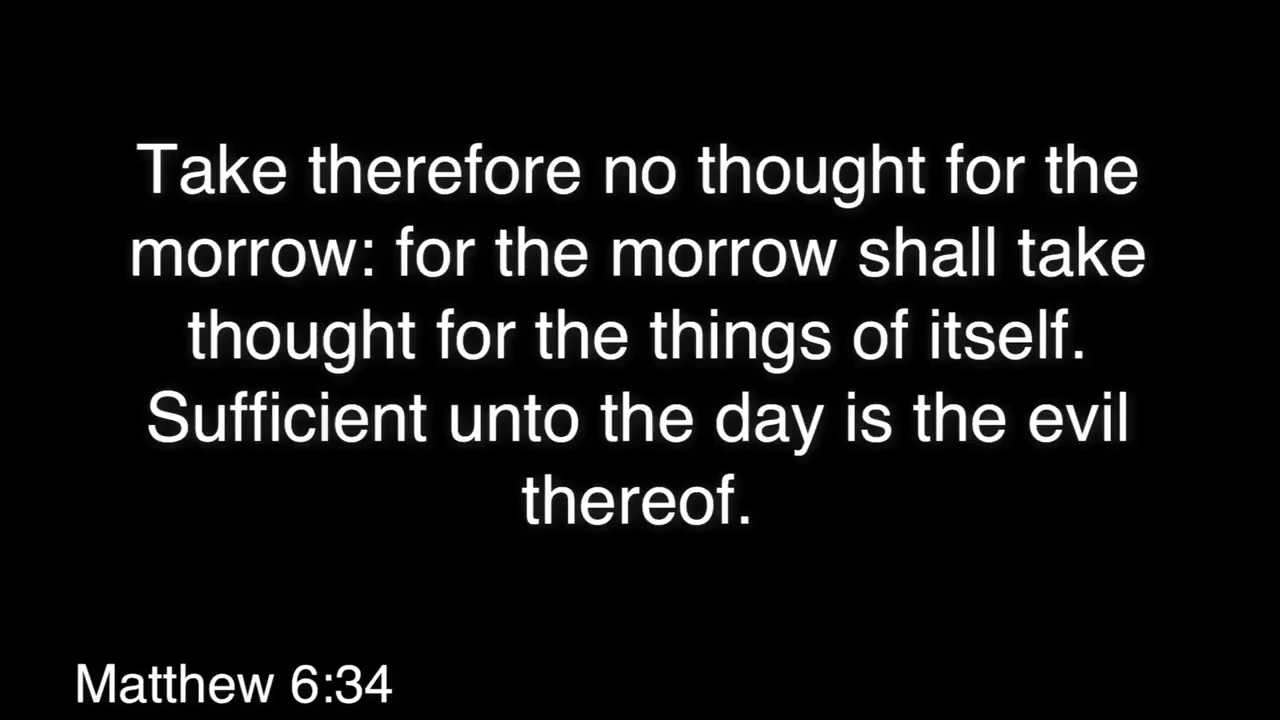 Take therefore no thought for the
morrow: for the morrow shall take
thought for the things of itself.
Sufficient unto the day is the evil
thereof.
Matthew 6:34